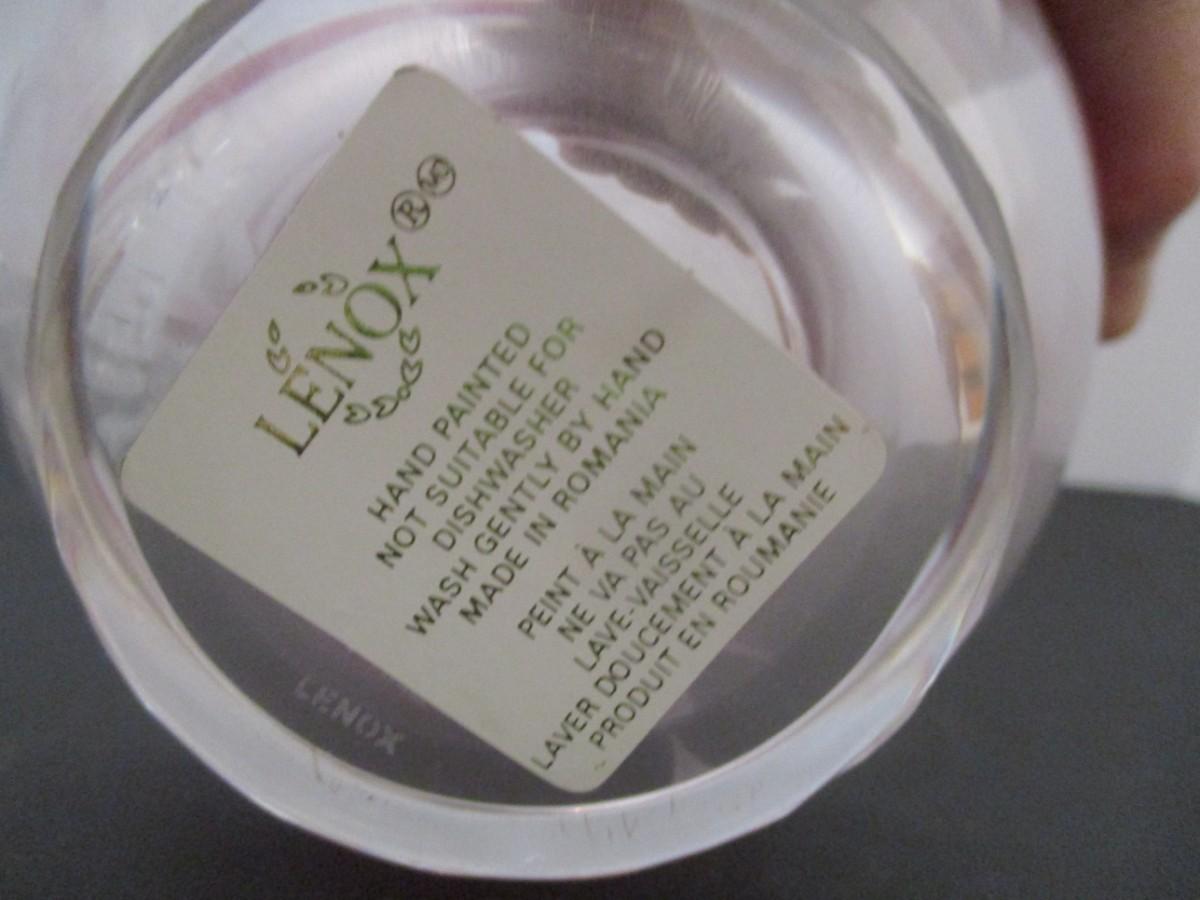 LENOX ® MC
HAND PAINTED
NOT SUITABLE FOR
DISHWASHER
WASH GENTLY BY HAND
MADE IN ROMANIA
PEINT À LA MAIN
NE VA PAS AU
LAVE-VAISSELLE
LAVER DOUCEMENT À LA MAIN
PRODUIT EN ROUMANIE
LENOX